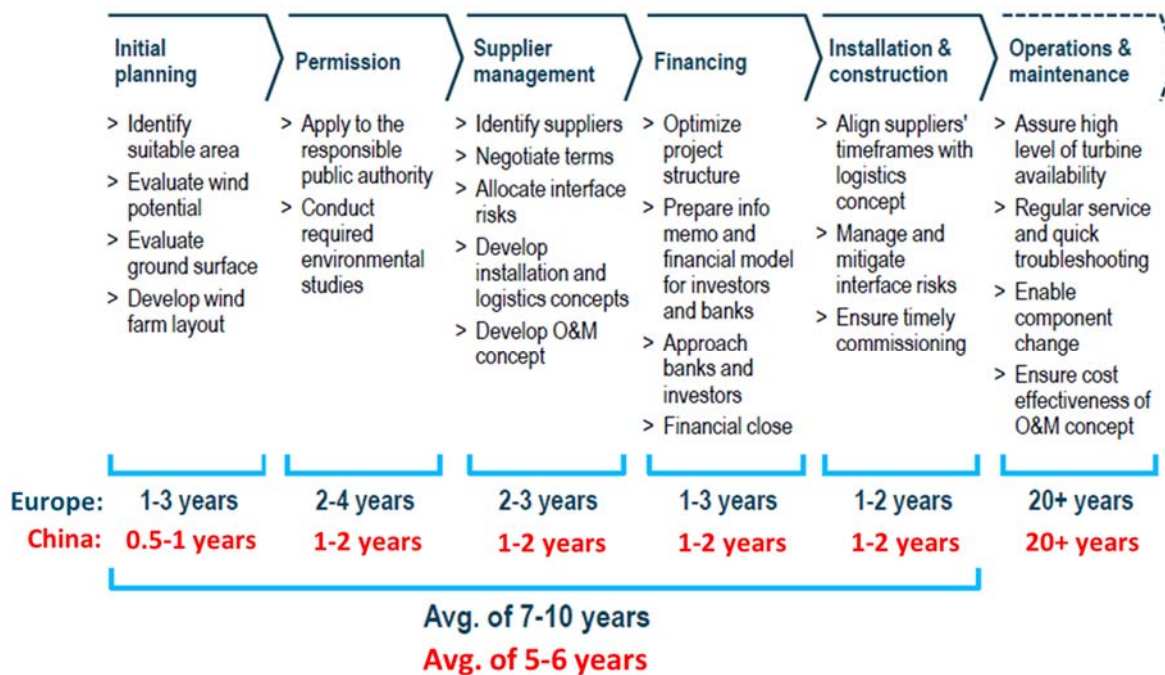 Initial
planning
Permission
Supplier
management
Financing
Installation &
construction
Operations &
maintenance
> Identify
suitable area
> Evaluate wind
potential
> Evaluate
ground surface
> Develop wind
farm layout
> Apply to the
responsible
public authority
> Conduct
required
environmental
studies
> Identify suppliers
> Negotiate terms
> Allocate interface
risks
> Develop
installation and
logistics concepts
> Develop O&M
concept
> Optimize
project
structure
> Prepare info
memo and
financial model
for investors
and banks
> Approach
banks and
investors
> Financial close
> Align suppliers'
timeframes with
logistics
concept
> Manage and
mitigate
interface risks
> Ensure timely
commissioning
> Assure high
level of turbine
availability
> Regular service
and quick
troubleshooting
> Enable
component
change
> Ensure cost
effectiveness of
O&M concept
Europe: 1-3 years 2-4 years 2-3 years 1-3 years 1-2 years 20+ years
China: 0.5-1 years 1-2 years 1-2 years 1-2 years 1-2 years 20+ years
Avg. of 7-10 years
Avg. of 5-6 years